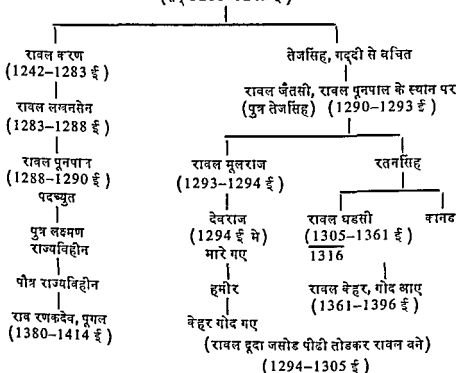 रावल करण
(1242–1283 ई)
रावल लखनसेन
(1283–1288 ई)
रावल पूनपाल
(1288–1290 ई)
पदच्युत
पुत्र लक्ष्मण
राज्यविहीन
पौत्र राज्यविहीन
राव रणकदेव, पूगल
(1380–1414 ई)
तेजसिंह, गद्दी से वचित
रावल जैतसी, रावल पूनपाल के स्थान पर
(पुत्र तेजसिंह) (1290–1293 ई)
रावल मूलराज
(1293–1294 ई)
देवराज
(1294 ई मे)
मारे गए
हमीर
केहर गोद गए
रतनसिंह
रावल घडसी
(1305–1361 ई)
1316
रावल केहर, गोद आए
(1361–1396 ई)
कानड
(रावल दूदा जसोड पीढी तोडकर रावल बने)
(1294–1305 ई)